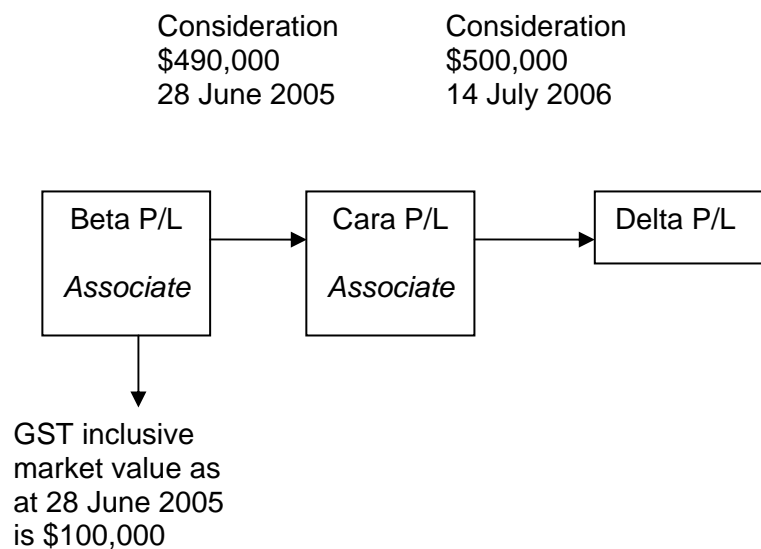 Consideration
$490,000
28 June 2005
Consideration
$500,000
14 July 2006
Beta P/L
Associate
Cara P/L
Associate
Delta P/L
GST inclusive
market value as
at 28 June 2005
is $100,000